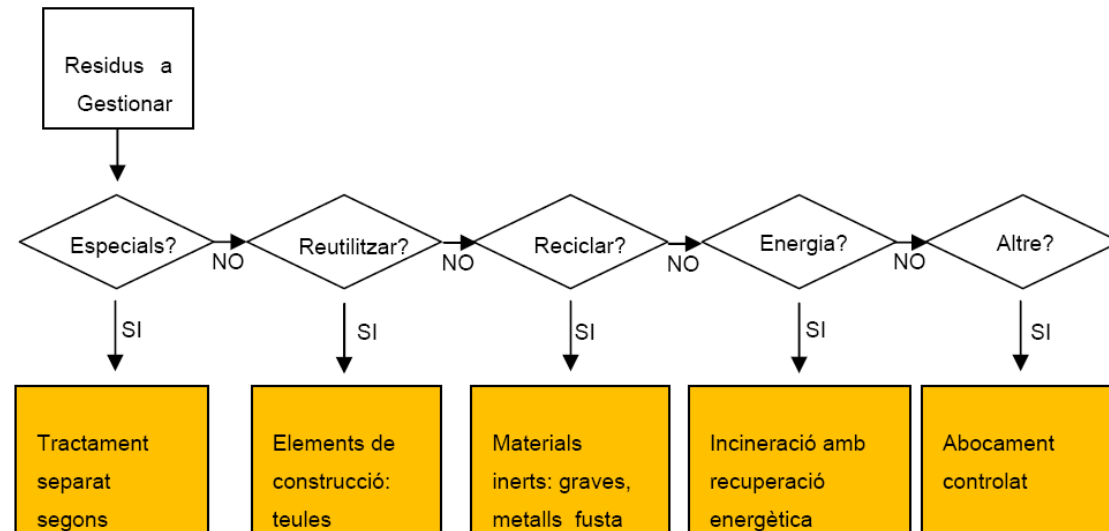 Residus a
Gestionar
Especials?
NO
Reutilitzar?
NO
Reciclar?
NO
Energia?
NO
Altre?
SI
SI
SI
SI
SI
Tractament
separat
segons
Elements de
construcció:
teules
Materials
inerts: graves,
metalls fusta
Incineració amb
recuperació
energètica
Abocament
controlat